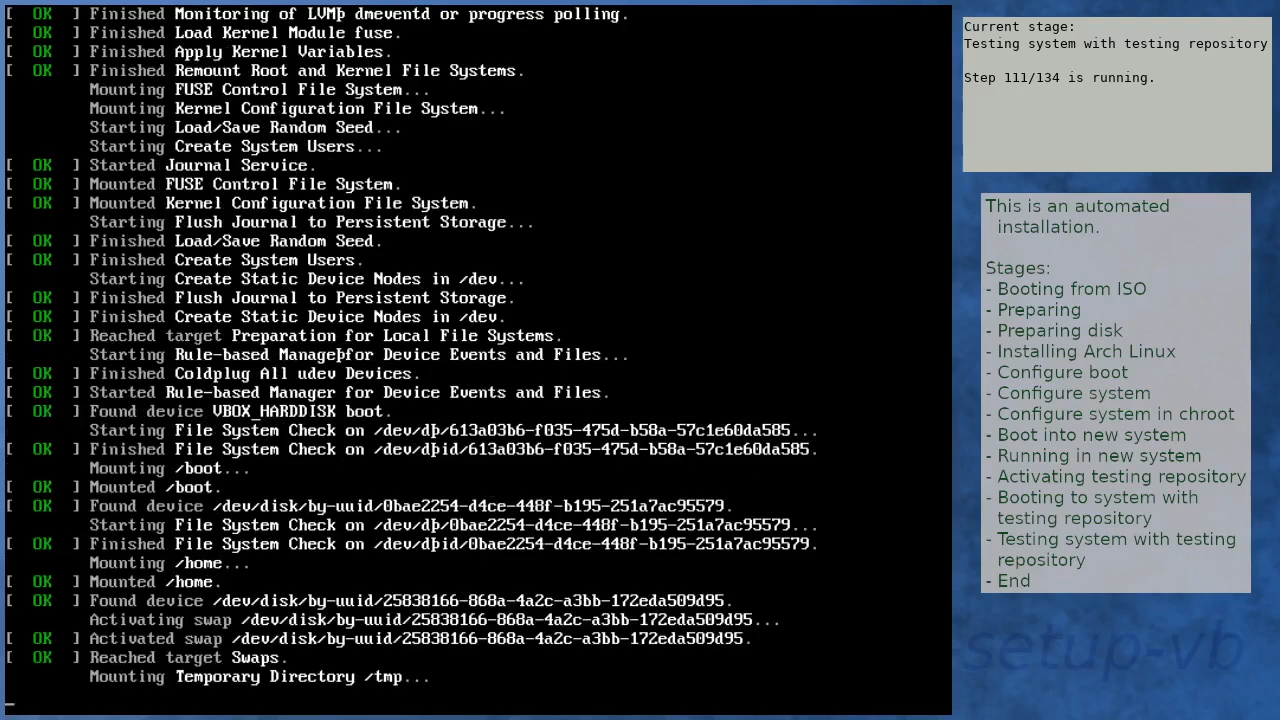 [  OK  ] Finished Monitoring of LVMþ dmeventd or progress polling.
[  OK  ] Finished Load Kernel Module fuse.
[  OK  ] Finished Apply Kernel Variables.
[  OK  ] Finished Remount Root and Kernel File Systems.
Mounting FUSE Control File System...
Mounting Kernel Configuration File System...
Starting Load/Save Random Seed...
Starting Create System Users...
[  OK  ] Started Journal Service.
[  OK  ] Mounted FUSE Control File System.
[  OK  ] Mounted Kernel Configuration File System.
Starting Flush Journal to Persistent Storage...
[  OK  ] Finished Load/Save Random Seed.
[  OK  ] Finished Create System Users.
Starting Create Static Device Nodes in /dev...
[  OK  ] Finished Flush Journal to Persistent Storage.
[  OK  ] Finished Create Static Device Nodes in /dev.
[  OK  ] Reached target Preparation for Local File Systems.
Starting Rule-based Manageþfor Device Events and Files...
[  OK  ] Finished Coldplug All udev Devices.
[  OK  ] Started Rule-based Manager for Device Events and Files.
[  OK  ] Found device VBOX_HARDDISK boot.
Starting File System Check on /dev/dþ/613a03b6-f035-475d-b58a-57c1e60da585...
[  OK  ] Finished File System Check on /dev/dþid/613a03b6-f035-475d-b58a-57c1e60da585.
Mounting /boot...
[  OK  ] Mounted /boot.
[  OK  ] Found device /dev/disk/by-uuid/0bae2254-d4ce-448f-b195-251a7ac95579.
Starting File System Check on /dev/dþ/0bae2254-d4ce-448f-b195-251a7ac95579...
[  OK  ] Finished File System Check on /dev/dþid/0bae2254-d4ce-448f-b195-251a7ac95579.
Mounting /home...
[  OK  ] Mounted /home.
[  OK  ] Found device /dev/disk/by-uuid/25838166-868a-4a2c-a3bb-172eda509d95.
Activating swap /dev/disk/by-uuid/25838166-868a-4a2c-a3bb-172eda509d95...
[  OK  ] Activated swap /dev/disk/by-uuid/25838166-868a-4a2c-a3bb-172eda509d95.
[  OK  ] Reached target Swaps.
Mounting Temporary Directory /tmp...
_
Current stage:
Testing system with testing repository
Step 111/134 is running.
This is an automated
installation.
Stages:
- Booting from ISO
- Preparing
- Preparing disk
- Installing Arch Linux
- Configure boot
- Configure system
- Configure system in chroot
- Boot into new system
- Running in new system
- Activating testing repository
- Booting to system with
testing repository
- Testing system with testing
repository
- End
setup-vb